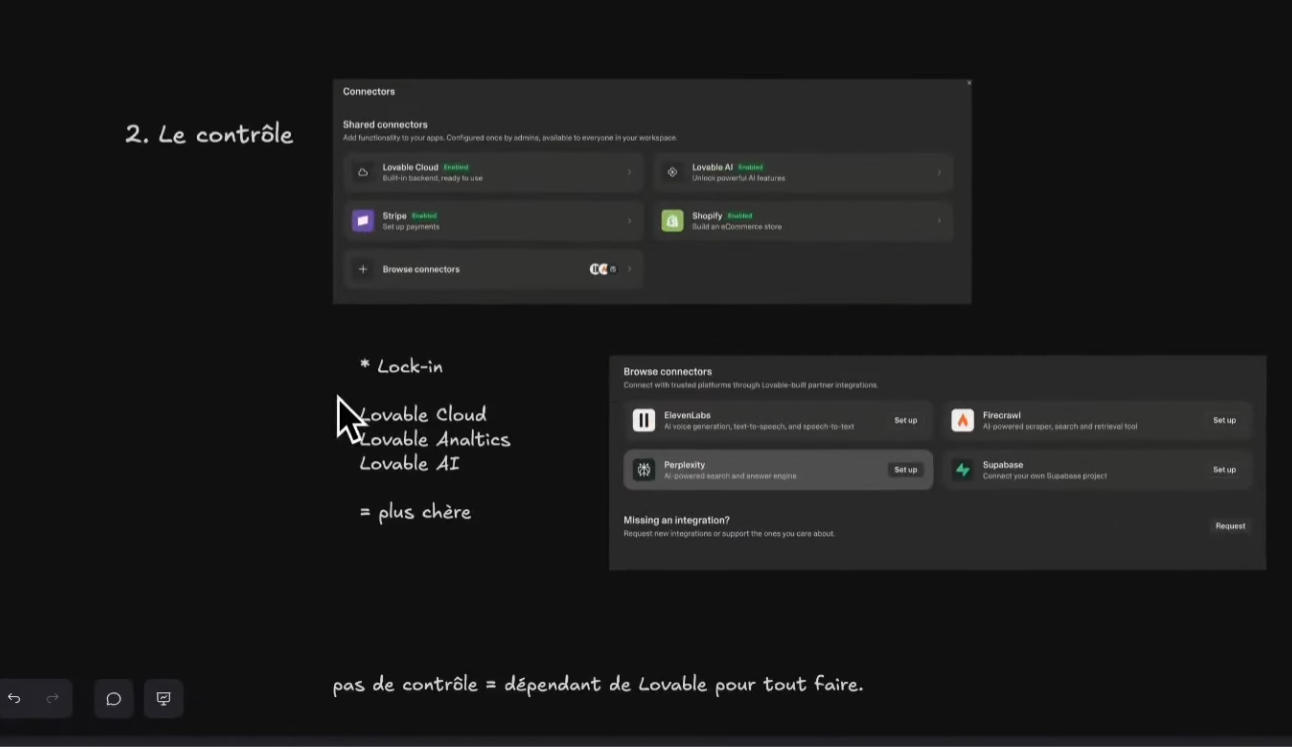 2. Le contrôle
Connectors
Shared connectors
Add functionality to your apps. Configured once by admins, available to everyone in your workspace.
Lovable Cloud Enabled
Built-in backend, ready to use
Lovable AI Enabled
Unlock powerful AI features
Stripe Enabled
Set up payments
Shopify Enabled
Build an eCommerce store
Browse connectors
* Lock-in
Lovable Cloud
Lovable Analtics
Lovable AI
= plus chère
Browse connectors
Connect with trusted platforms through Lovable-built partner integrations.
ElevenLabs
AI voice generation, text-to-speech, and speech-to-text
Set up
Firecrawl
AI-powered scraper, search and retrieval tool
Set up
Perplexity
AI-powered search and answer engine
Set up
Supabase
Connect your own Supabase project
Set up
Missing an integration?
Request new integrations or support the ones you care about.
Request
pas de contrôle = dépendant de Lovable pour tout faire.